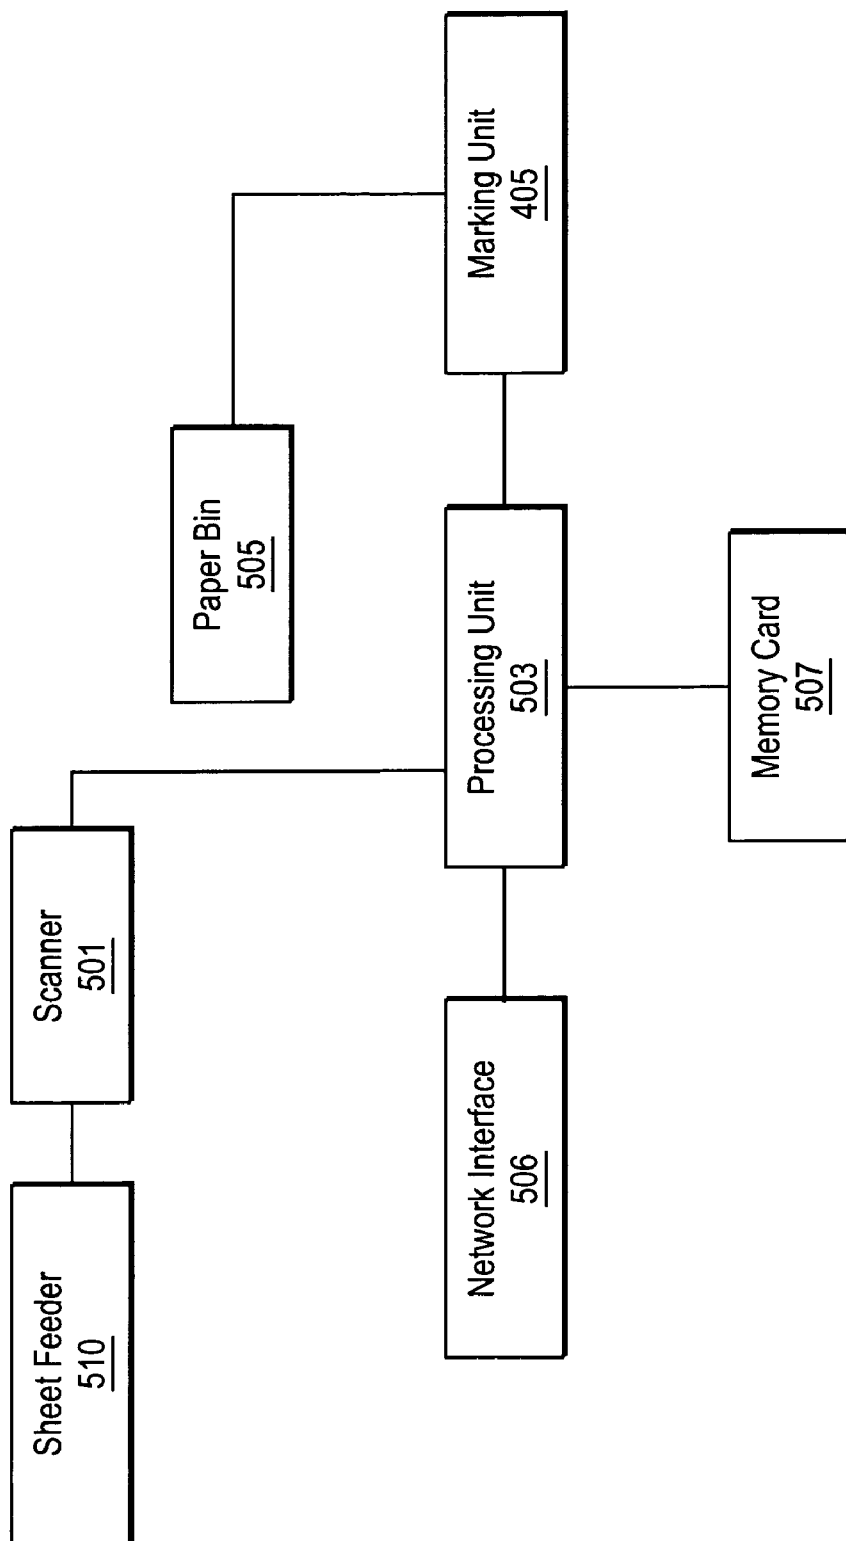 Sheet Feeder
510
Scanner
501
Paper Bin
505
Network Interface
506
Processing Unit
503
Marking Unit
405
Memory Card
507